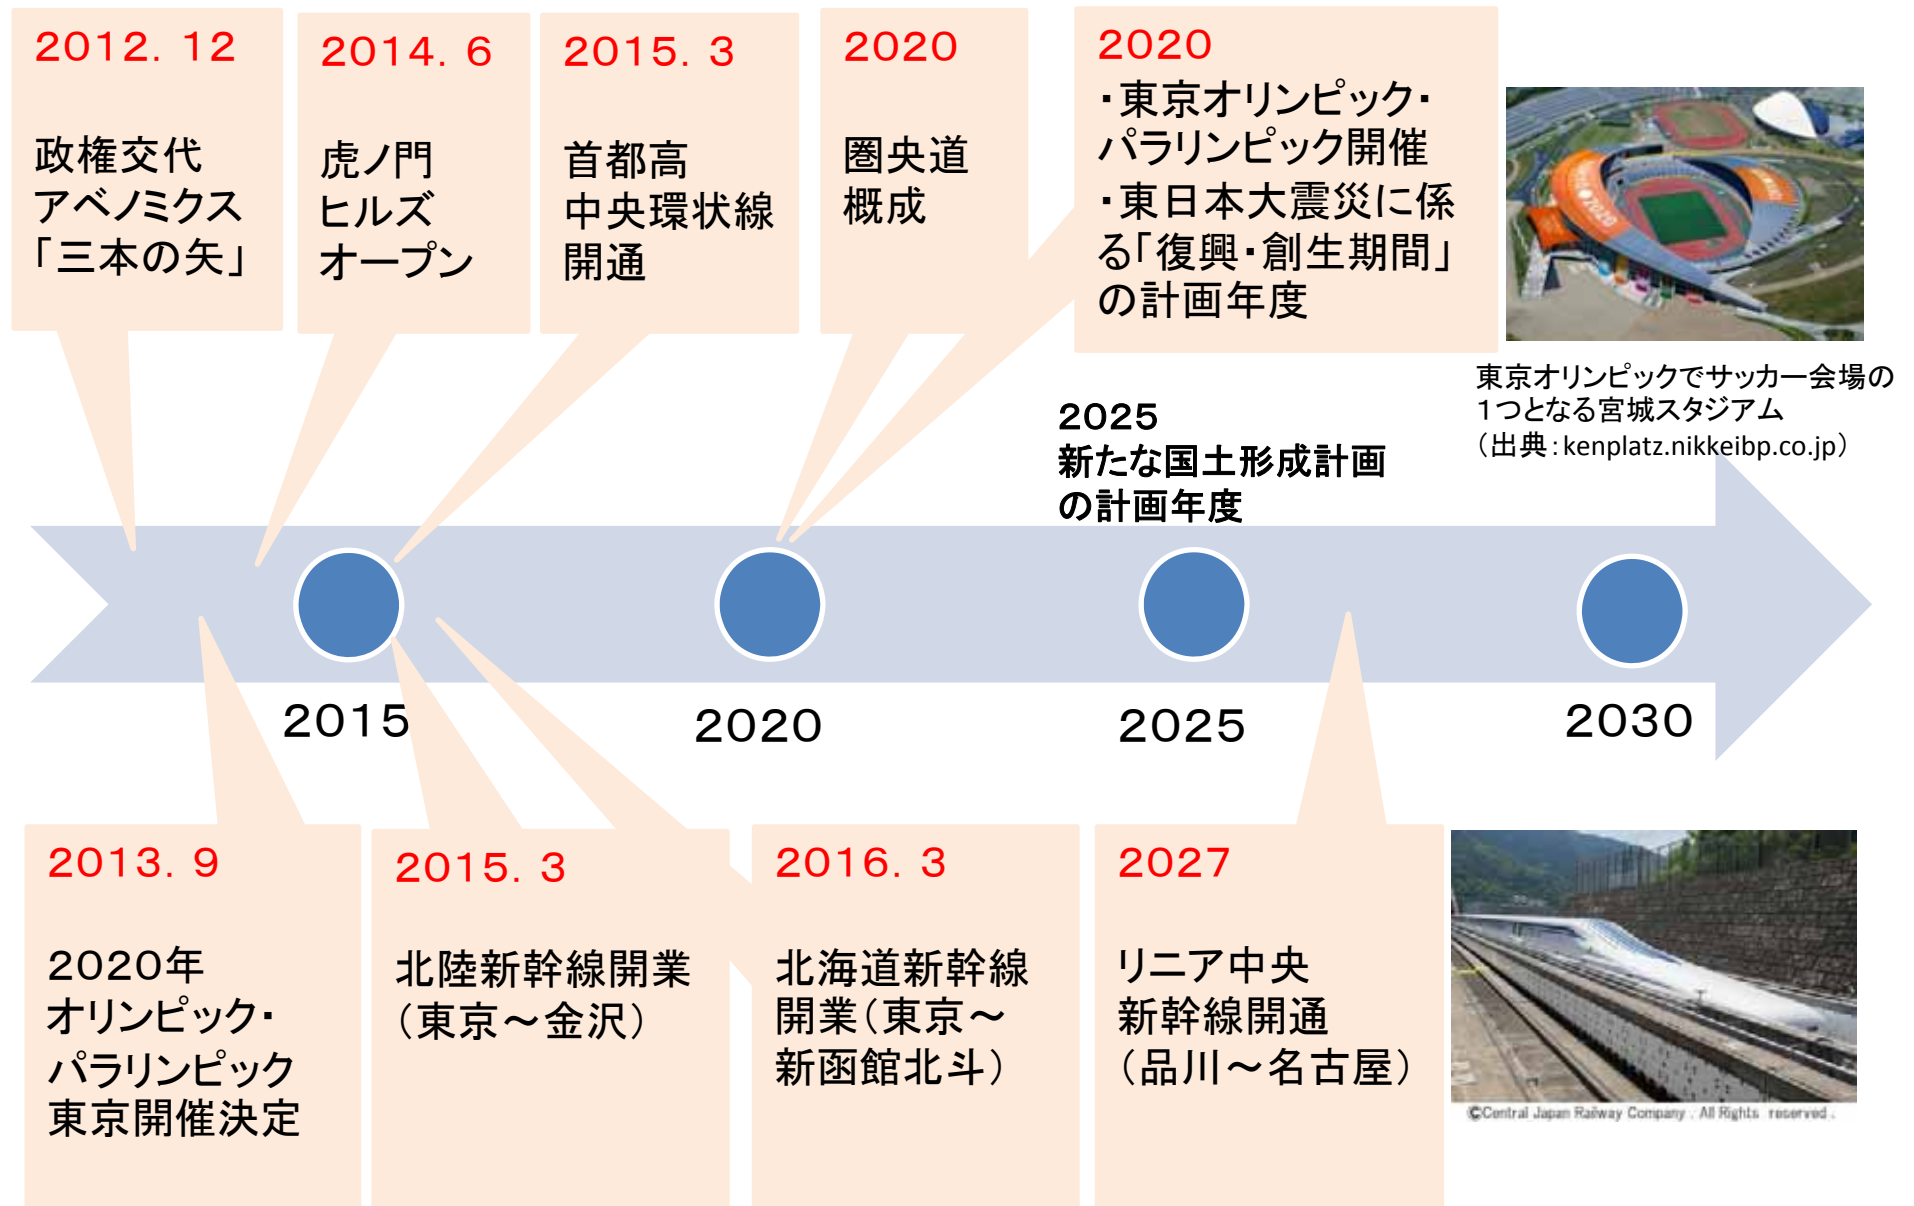 ２０１２．１２
政権交代
アベノミクス
「三本の矢」
２０１４．６
虎ノ門
ヒルズ
オープン
２０１５．３
首都高
中央環状線
開通
２０２０
圏央道
概成
２０２０
・東京オリンピック・
パラリンピック開催
・東日本大震災に係
る「復興・創生期間」
の計画年度
東京オリンピックでサッカー会場の
１つとなる宮城スタジアム
（出典：kenplatz.nikkeibp.co.jp）
２０２５
新たな国土形成計画
の計画年度
２０１５
２０２０
２０２５
２０３０
２０１３．９
２０２０年
オリンピック・
パラリンピック
東京開催決定
２０１５．３
北陸新幹線開業
（東京～金沢）
２０１６．３
北海道新幹線
開業（東京～
新函館北斗）
２０２７
リニア中央
新幹線開通
（品川～名古屋）
©Central Japan Railway Company . All Rights reserved .